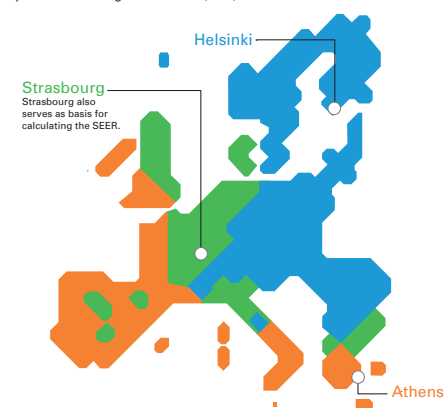 Helsinki
Strasbourg
Strasbourg also
serves as basis for
calculating the SEER.
Athens